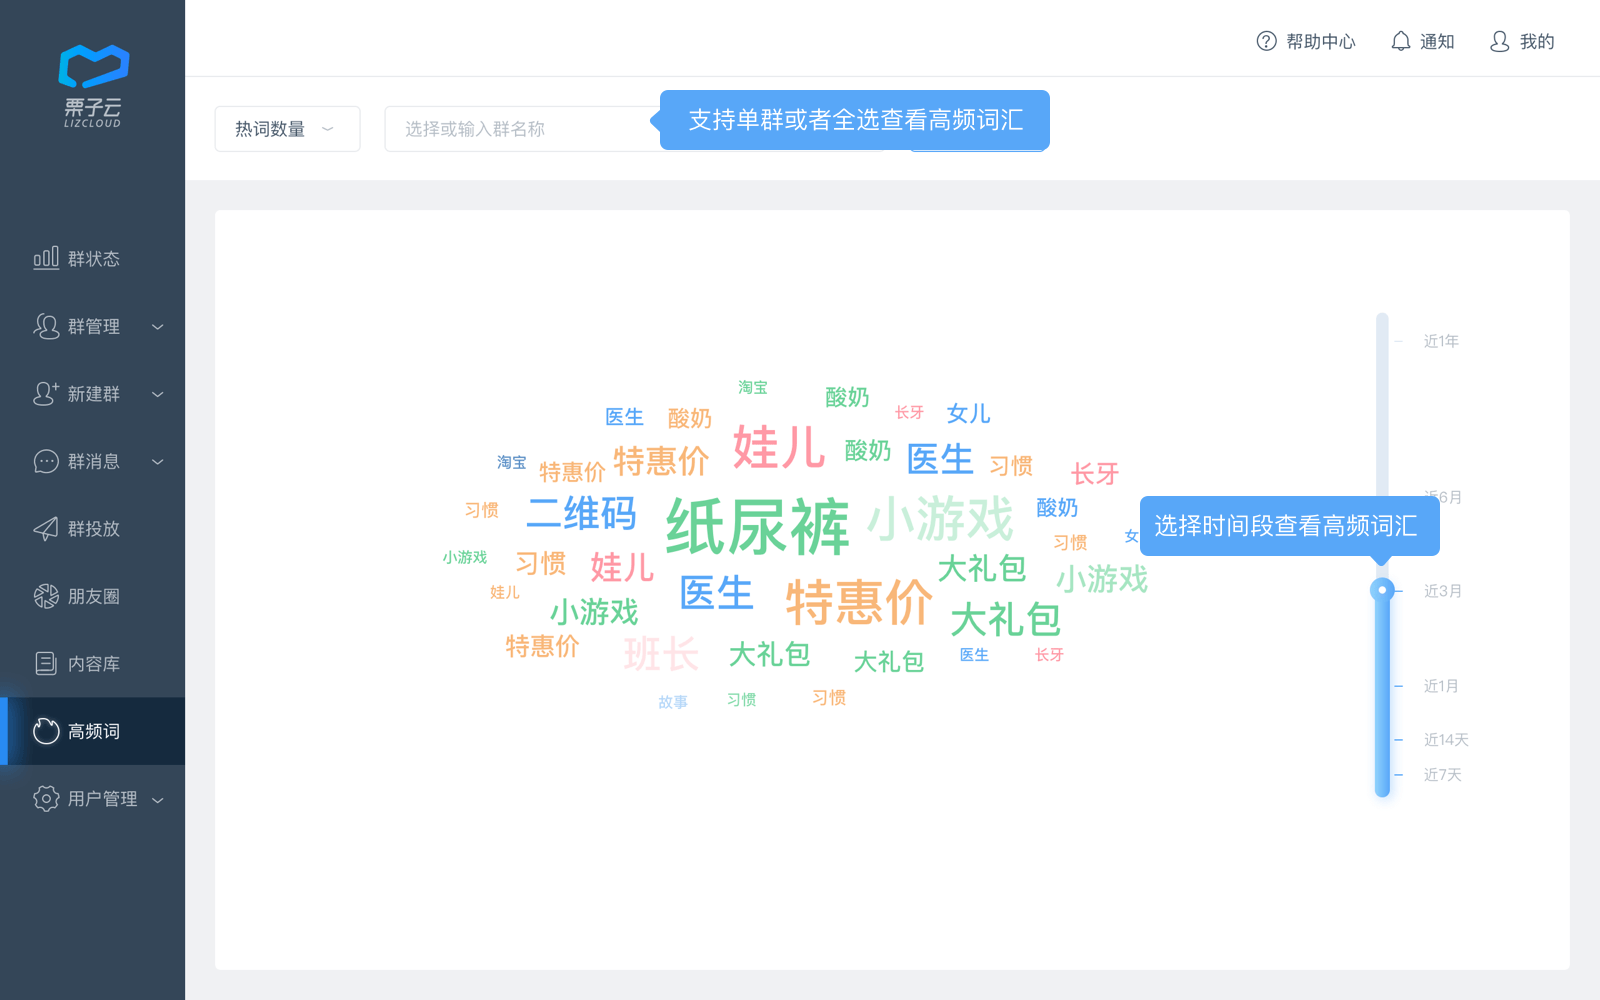 栗子云
LIZCLOUD
帮助中心
通知
我的
热词数量
选择或输入群名称
支持单群或者全选查看高频词汇
群状态
群管理
新建群
群消息
群投放
朋友圈
内容库
高频词
用户管理
淘宝
酸奶
医生
酸奶
长牙
女儿
娃儿
酸奶
医生
习惯
淘宝
特惠价
特惠价
长牙
习惯
二维码
纸尿裤
小游戏
酸奶
习惯
女
小游戏
习惯
娃儿
大礼包
小游戏
娃儿
小游戏
医生
特惠价
大礼包
特惠价
班长
大礼包
大礼包
医生
长牙
故事
习惯
习惯
近1年
近6月
选择时间段查看高频词汇
近3月
近1月
近14天
近7天